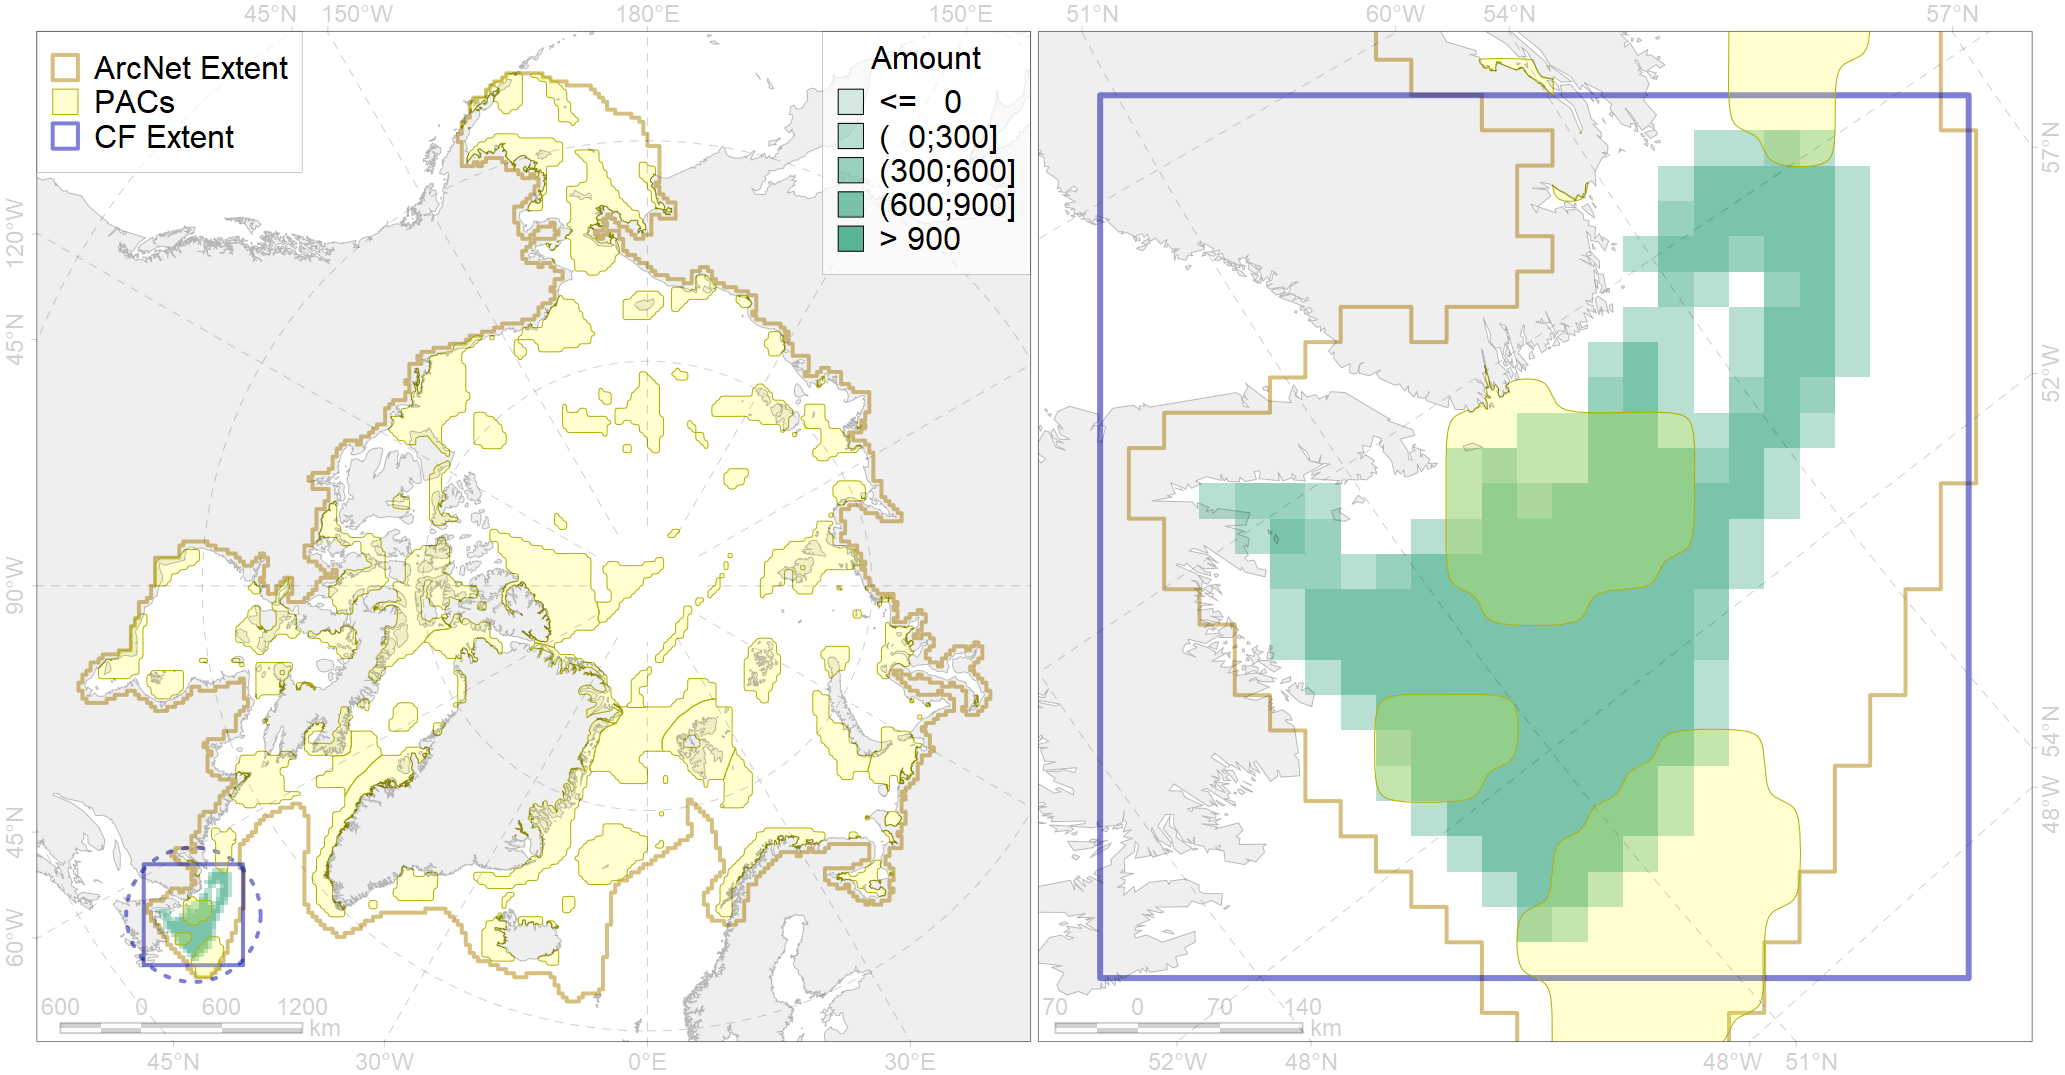 45°N 150°W 180°E 150°E 51°N 60°W 54°N 57°N
ArcNet Extent
PACs
CF Extent
Amount
<= 0
( 0;300]
(300;600]
(600;900]
> 900
120°W
45°N
90°W
45°N
60°W
57°N
52°W
54°N
48°W
600 0 600 1200
km
70 0 70 140
km
45°N 30°W 0°E 30°E 52°W 48°N 48°W 51°N